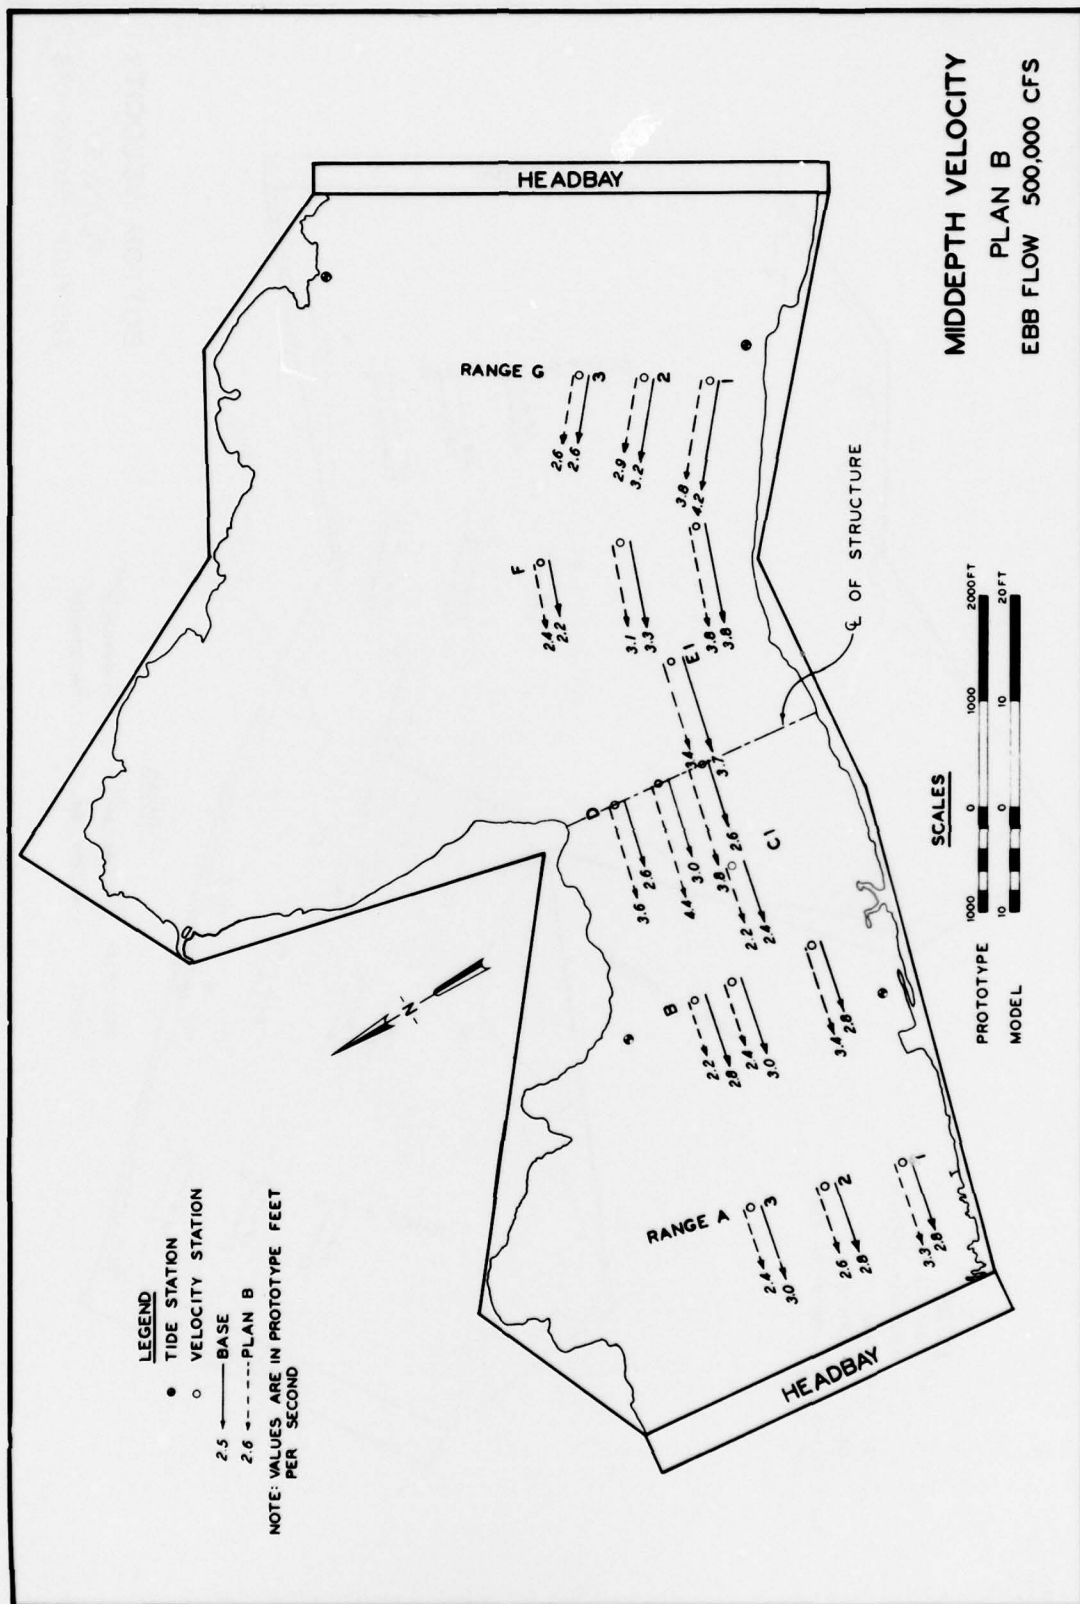 HEADBAY
MIDDEPTH VELOCITY
PLAN B
EBB FLOW 500,000 CFS
RANGE G
3
2.6
2.6
2
2.9
3.2
1
3.8
4.2
F
2.4
2.2
3.1
3.3
3.8
3.8
E1
3.4
3.7
℄ OF STRUCTURE
D
3.6
2.6
4.4
3.0
3.8
2.6
C1
2.2
2.4
B
2.2
2.8
2.4
3.0
3.4
2.8
N
RANGE A
3
2.4
3.0
2
2.6
2.8
1
3.3
2.8
HEADBAY
SCALES
PROTOTYPE 1000 0 1000 2000 FT
MODEL 10 0 10 20 FT
LEGEND
TIDE STATION
VELOCITY STATION
2.5 BASE
2.6 PLAN B
NOTE: VALUES ARE IN PROTOTYPE FEET
PER SECOND